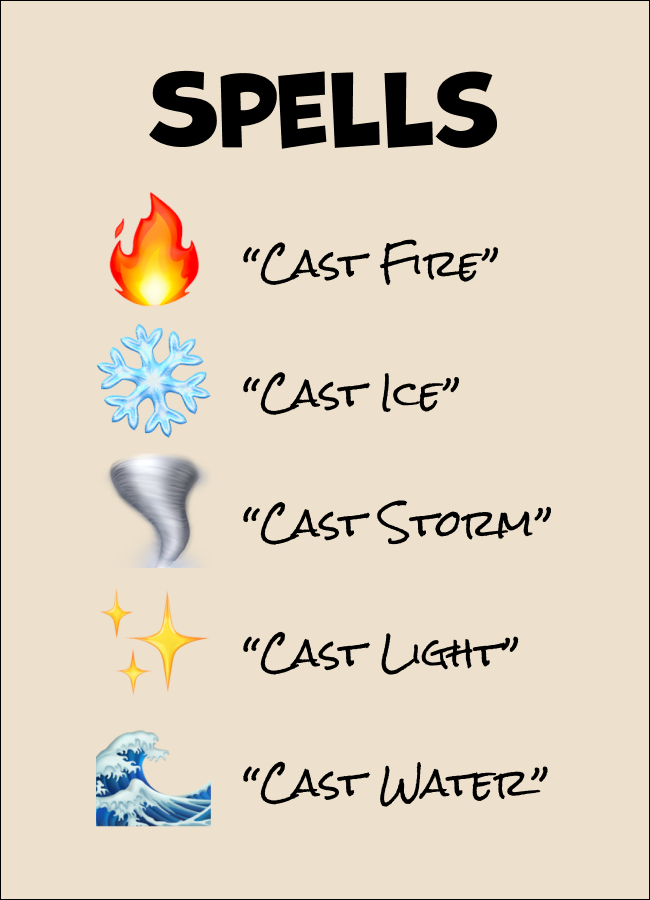 SPELLS
“Cast Fire”
“Cast Ice”
“Cast Storm”
“Cast Light”
“Cast Water”